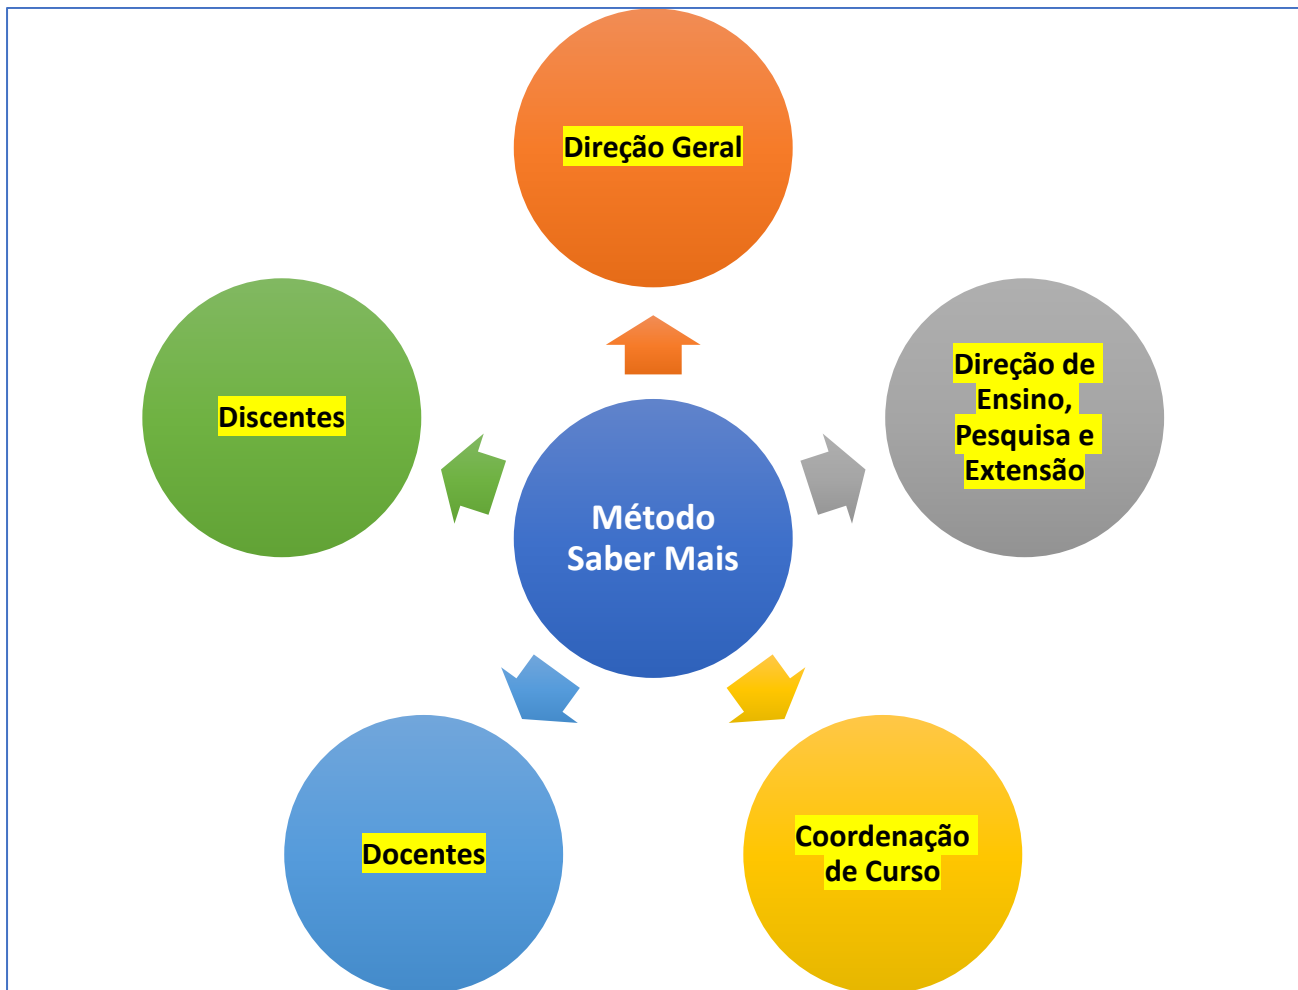 Direção Geral
Direção de
Ensino,
Pesquisa e
Extensão
Discentes
Método
Saber Mais
Coordenação
de Curso
Docentes